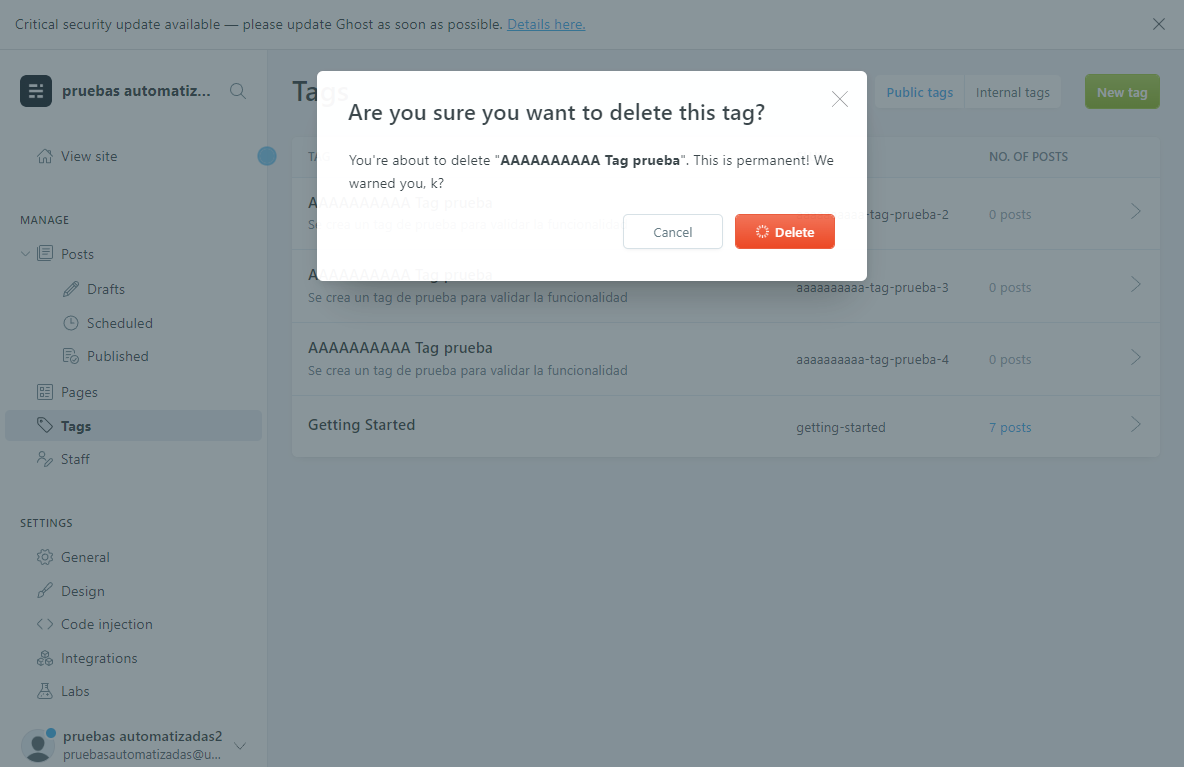 Critical security update available — please update Ghost as soon as possible. Details here.
pruebas automatiz...
View site
MANAGE
Posts
Drafts
Scheduled
Published
Pages
Tags
Staff
SETTINGS
General
Design
Code injection
Integrations
Labs
pruebas automatizadas2
pruebasautomatizadas@u...
Tags
Public tags
Internal tags
New tag
Are you sure you want to delete this tag?
You're about to delete "AAAAAAAAAA Tag prueba". This is permanent! We
warned you, k?
Cancel
Delete
NO. OF POSTS
AAAAAAAAAA Tag prueba
-tag-prueba-2
0 posts
Se crea un tag de prueba para validar la funcionalidad
AAAAAAAAAA Tag prueba
aaaaaaaaaa-tag-prueba-3
0 posts
Se crea un tag de prueba para validar la funcionalidad
AAAAAAAAAA Tag prueba
aaaaaaaaaa-tag-prueba-4
0 posts
Se crea un tag de prueba para validar la funcionalidad
Getting Started
getting-started
7 posts